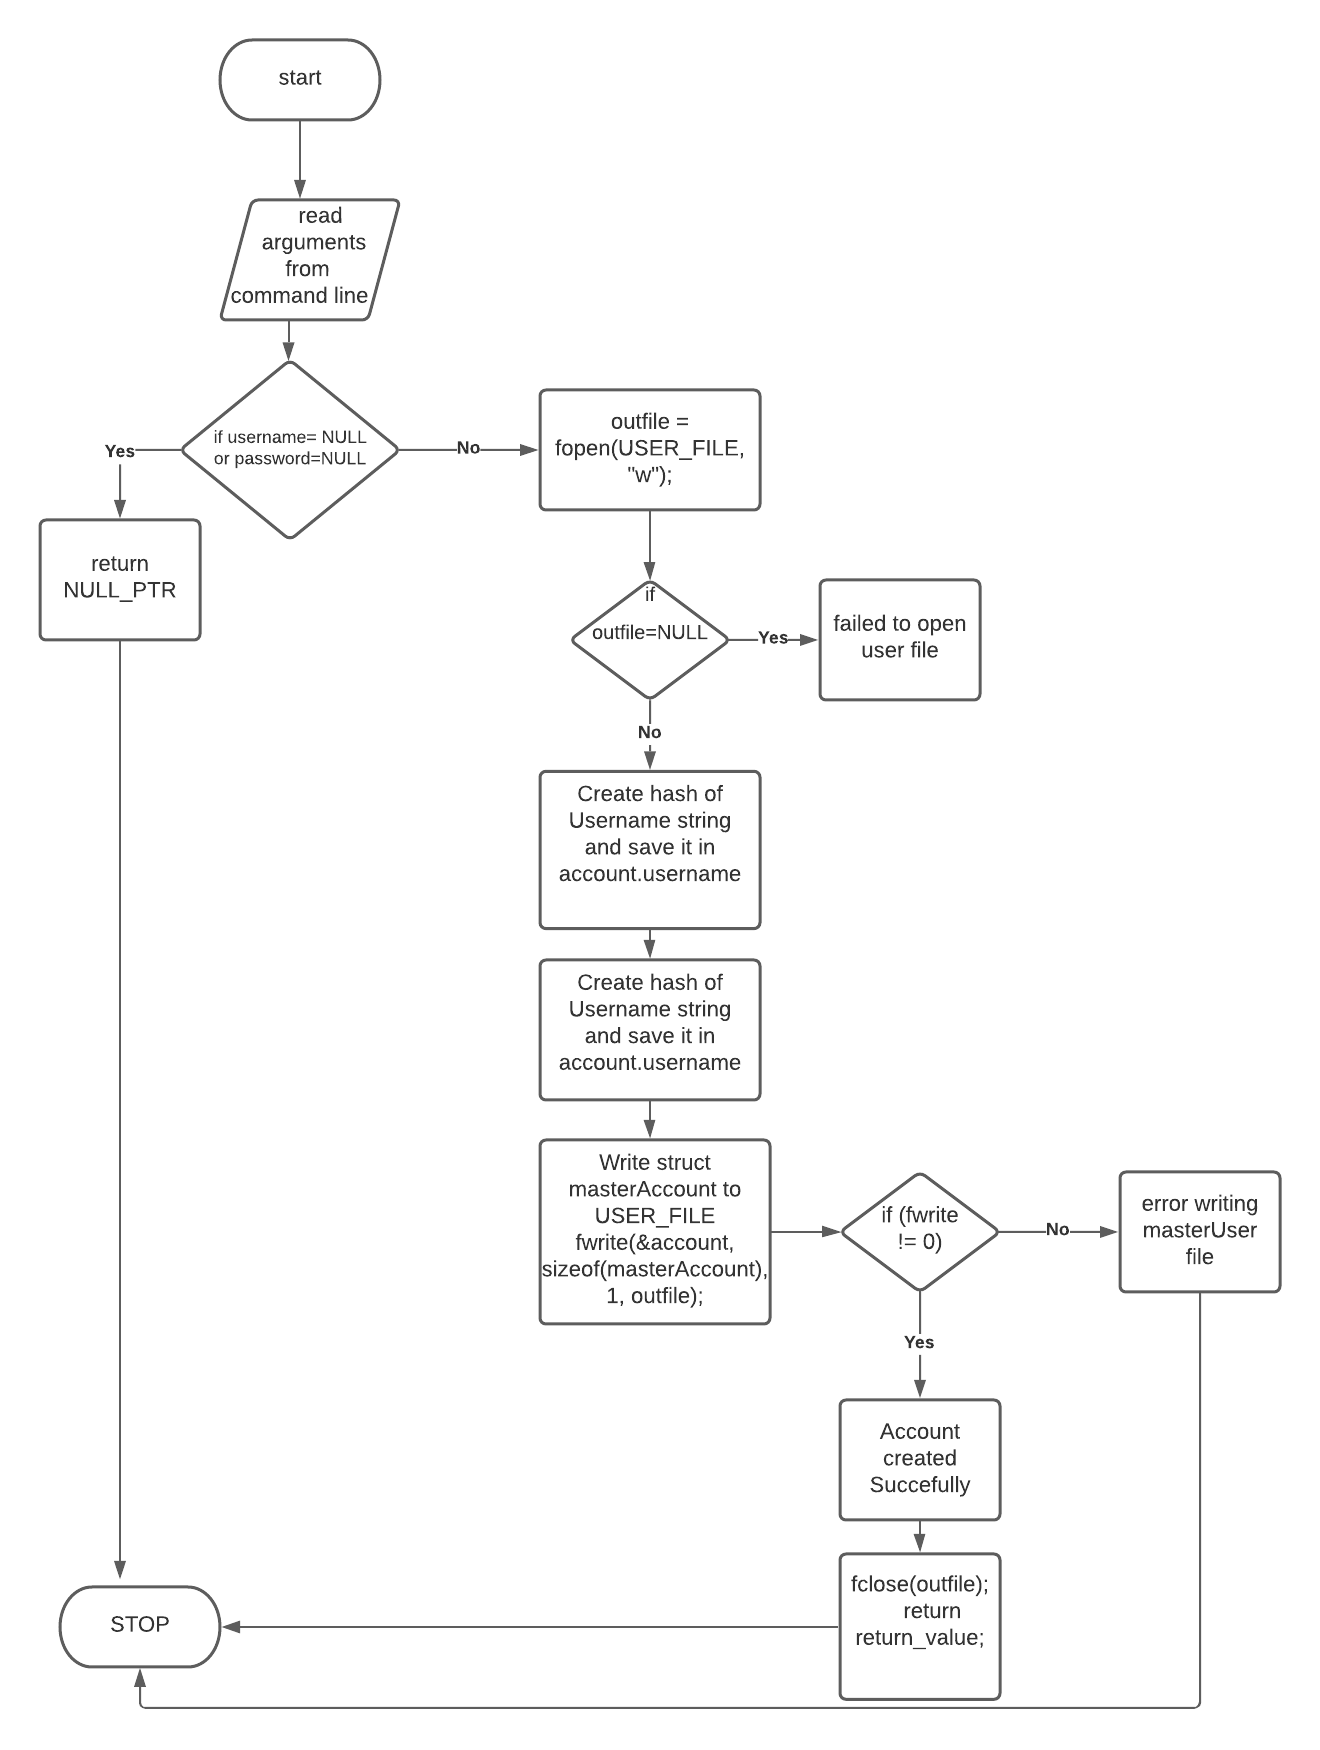 start
read
arguments
from
command line
if username= NULL
or password=NULL
Yes
No
return
NULL_PTR
outfile =
fopen(USER_FILE,
"w");
if
outfile=NULL
Yes
failed to open
user file
No
Create hash of
Username string
and save it in
account.username
Create hash of
Username string
and save it in
account.username
Write struct
masterAccount to
USER_FILE
fwrite(&account,
sizeof(masterAccount),
1, outfile);
if (fwrite
!= 0)
No
error writing
masterUser
file
Yes
Account
created
Succefully
fclose(outfile);
return
return_value;
STOP